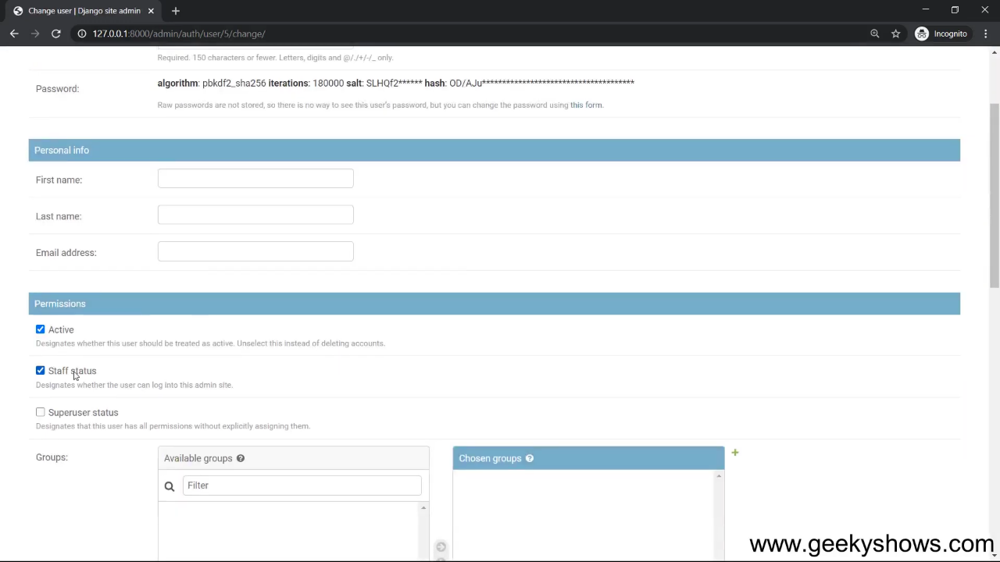 Change user | Django site admin
127.0.0.1:8000/admin/auth/user/5/change/
Incognito
Required. 150 characters or fewer. Letters, digits and @/./+/-/_ only.
Password:
algorithm: pbkdf2_sha256 iterations: 180000 salt: SLHQf2****** hash: OD/AJu**************************************
Raw passwords are not stored, so there is no way to see this user's password, but you can change the password using this form.
Personal info
First name:
Last name:
Email address:
Permissions
Active
Designates whether this user should be treated as active. Unselect this instead of deleting accounts.
Staff status
Designates whether the user can log into this admin site.
Superuser status
Designates that this user has all permissions without explicitly assigning them.
Groups:
Available groups
Chosen groups
Filter
www.geekyshows.com